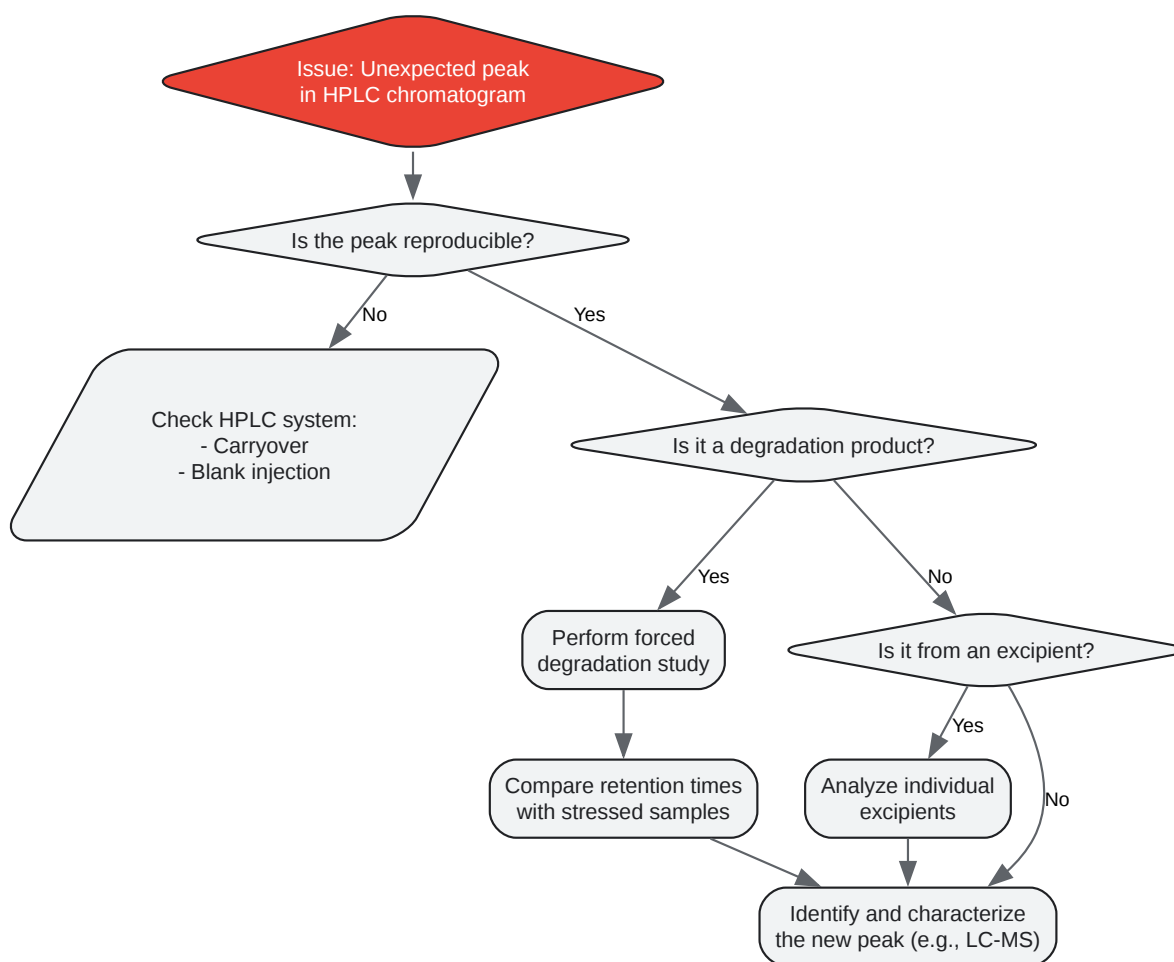 Issue: Unexpected peak
in HPLC chromatogram
Is the peak reproducible?
No
Yes
Check HPLC system:
- Carryover
- Blank injection
Is it a degradation product?
Yes
No
Perform forced
degradation study
Is it from an excipient?
Yes
No
Compare retention times
with stressed samples
Analyze individual
excipients
Identify and characterize
the new peak (e.g., LC-MS)